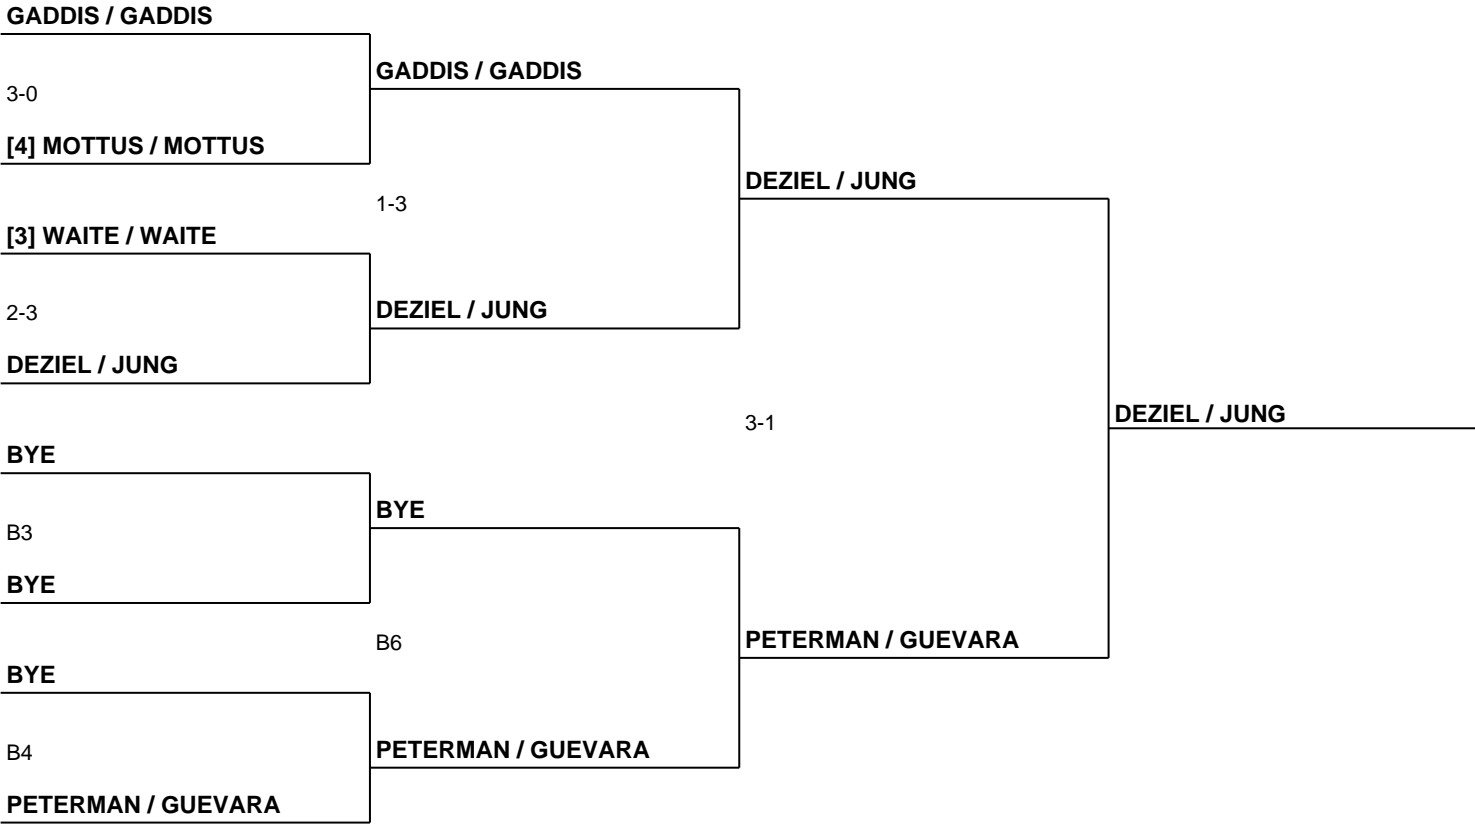 GADDIS / GADDIS
3-0
[4] MOTTUS / MOTTUS
[3] WAITE / WAITE
2-3
DEZIEL / JUNG
BYE
B3
BYE
BYE
B4
PETERMAN / GUEVARA
GADDIS / GADDIS
1-3
DEZIEL / JUNG
BYE
B6
PETERMAN / GUEVARA
DEZIEL / JUNG
3-1
PETERMAN / GUEVARA
DEZIEL / JUNG